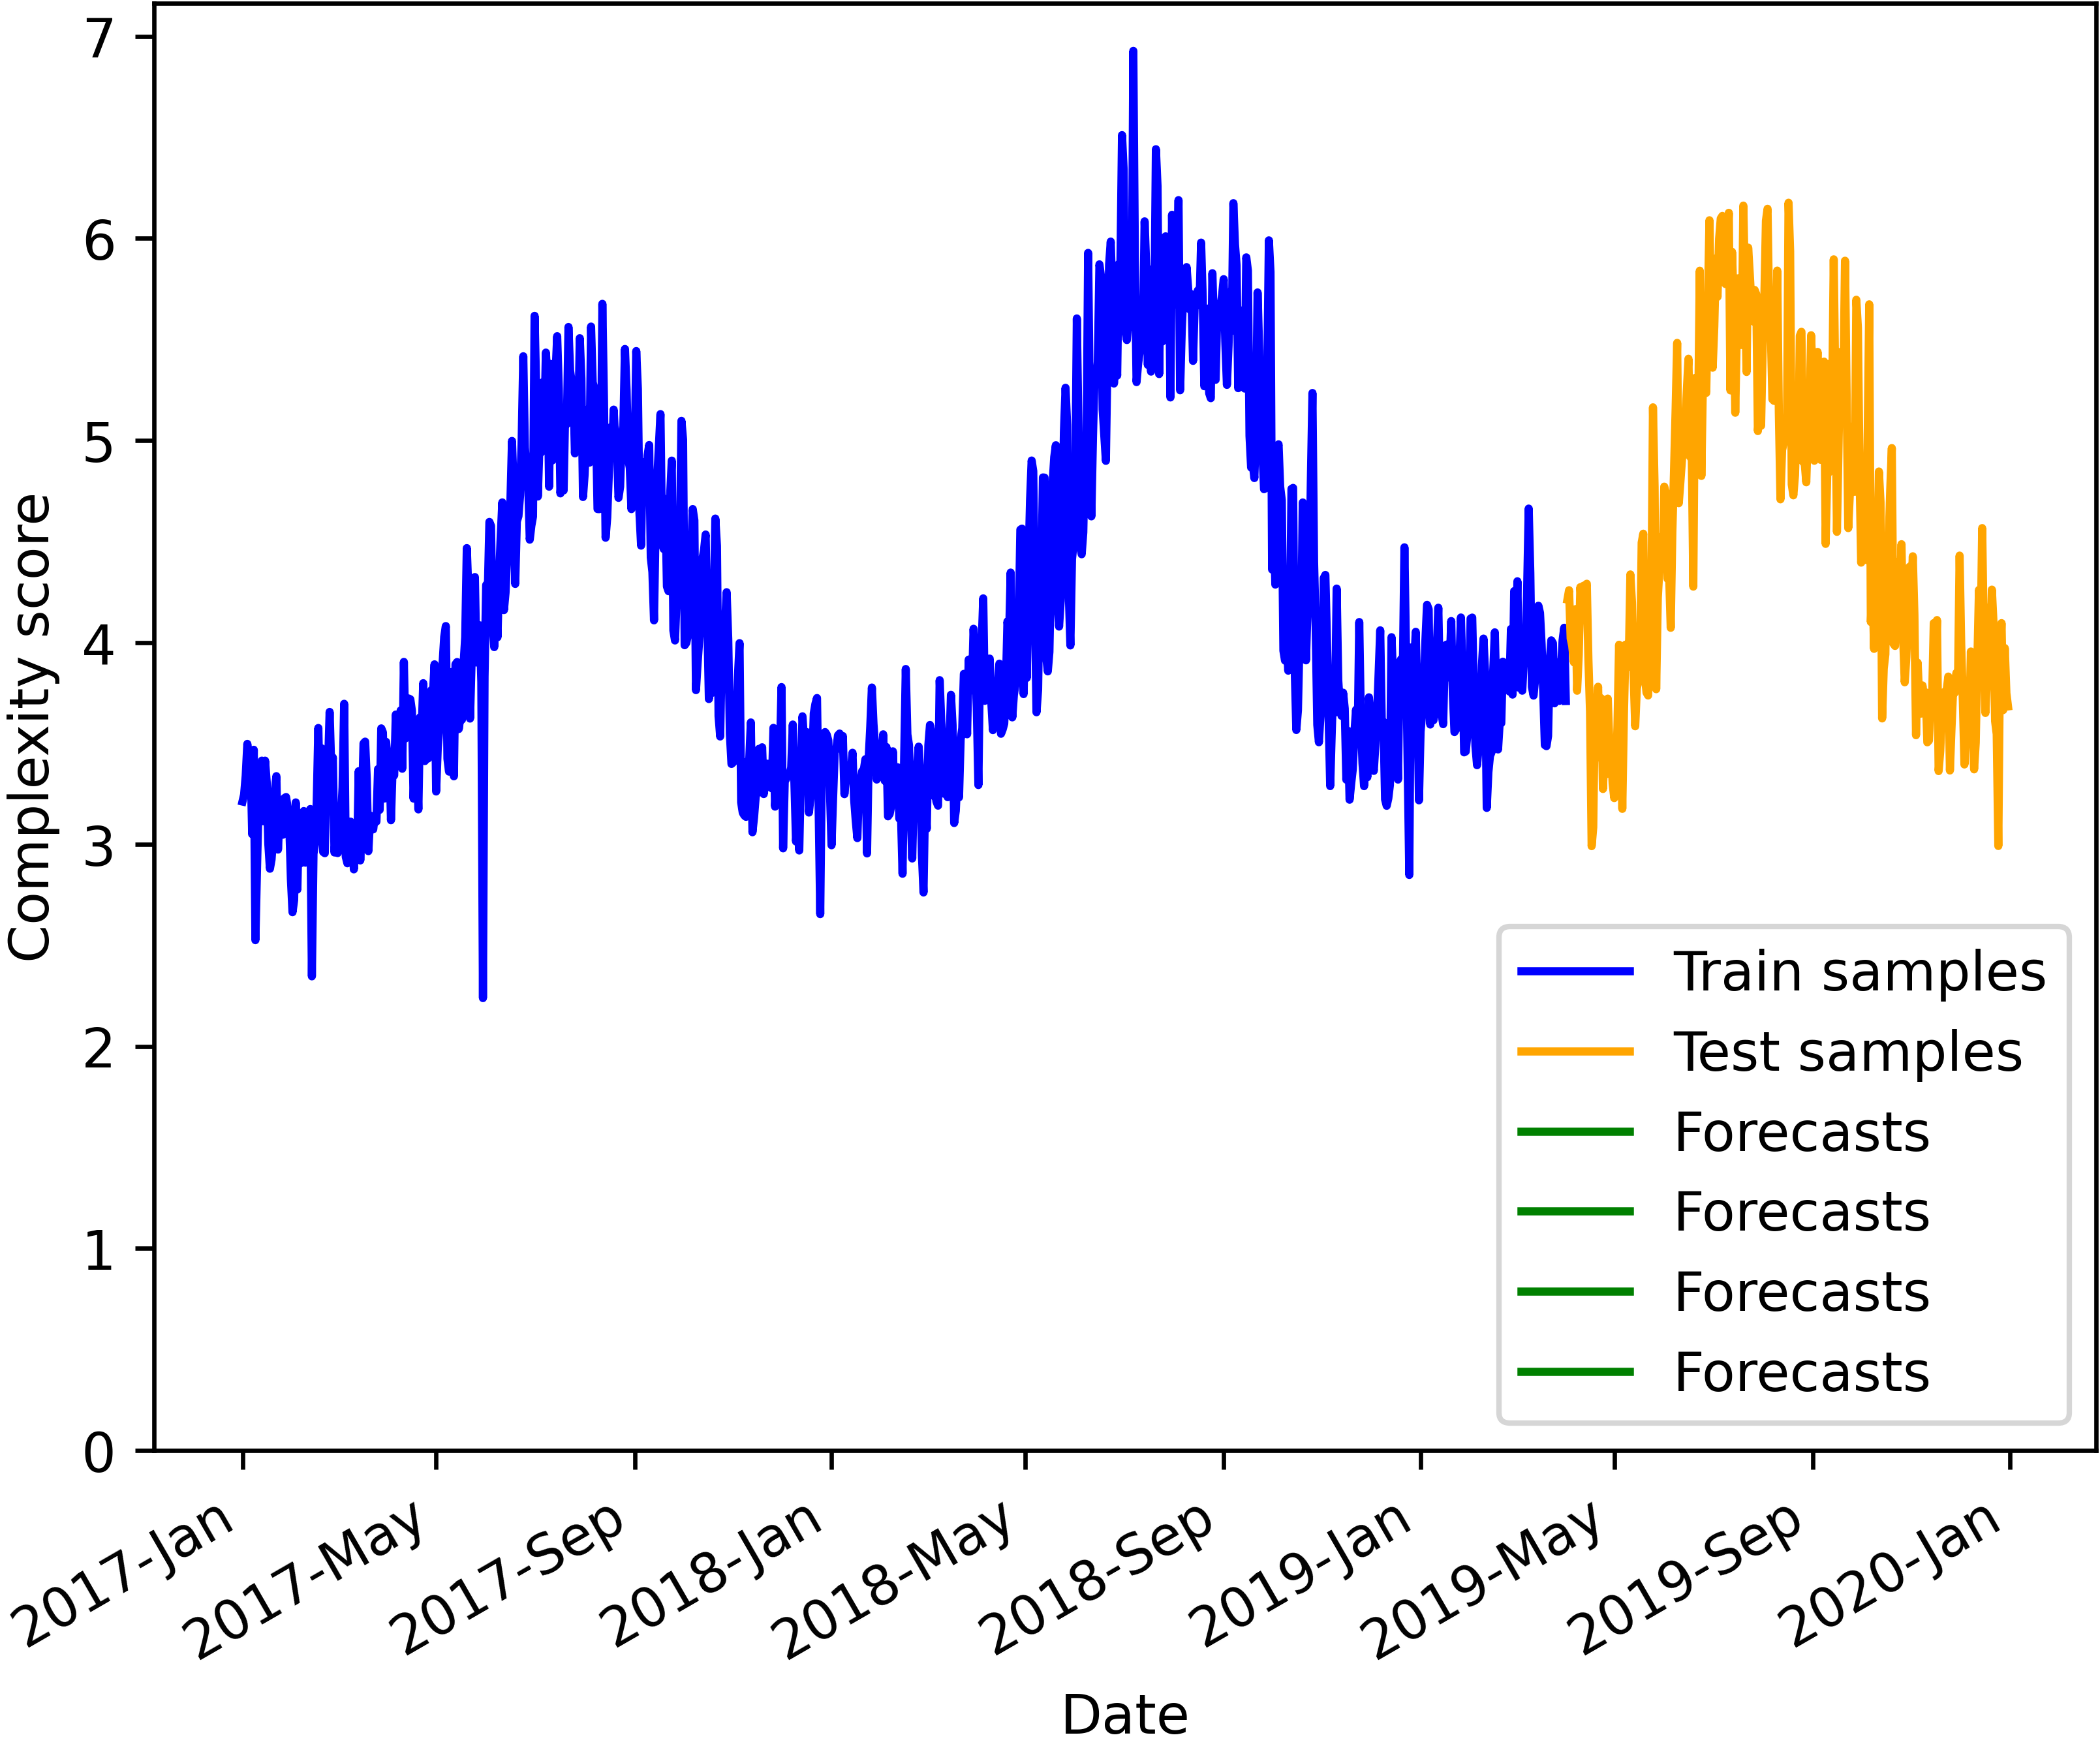 7
6
5
4
3
2
1
0
Complexity score
Train samples
Test samples
Forecasts
Forecasts
Forecasts
Forecasts
2017-Jan
2017-May
2017-Sep
2018-Jan
2018-May
2018-Sep
2019-Jan
2019-May
2019-Sep
2020-Jan
Date